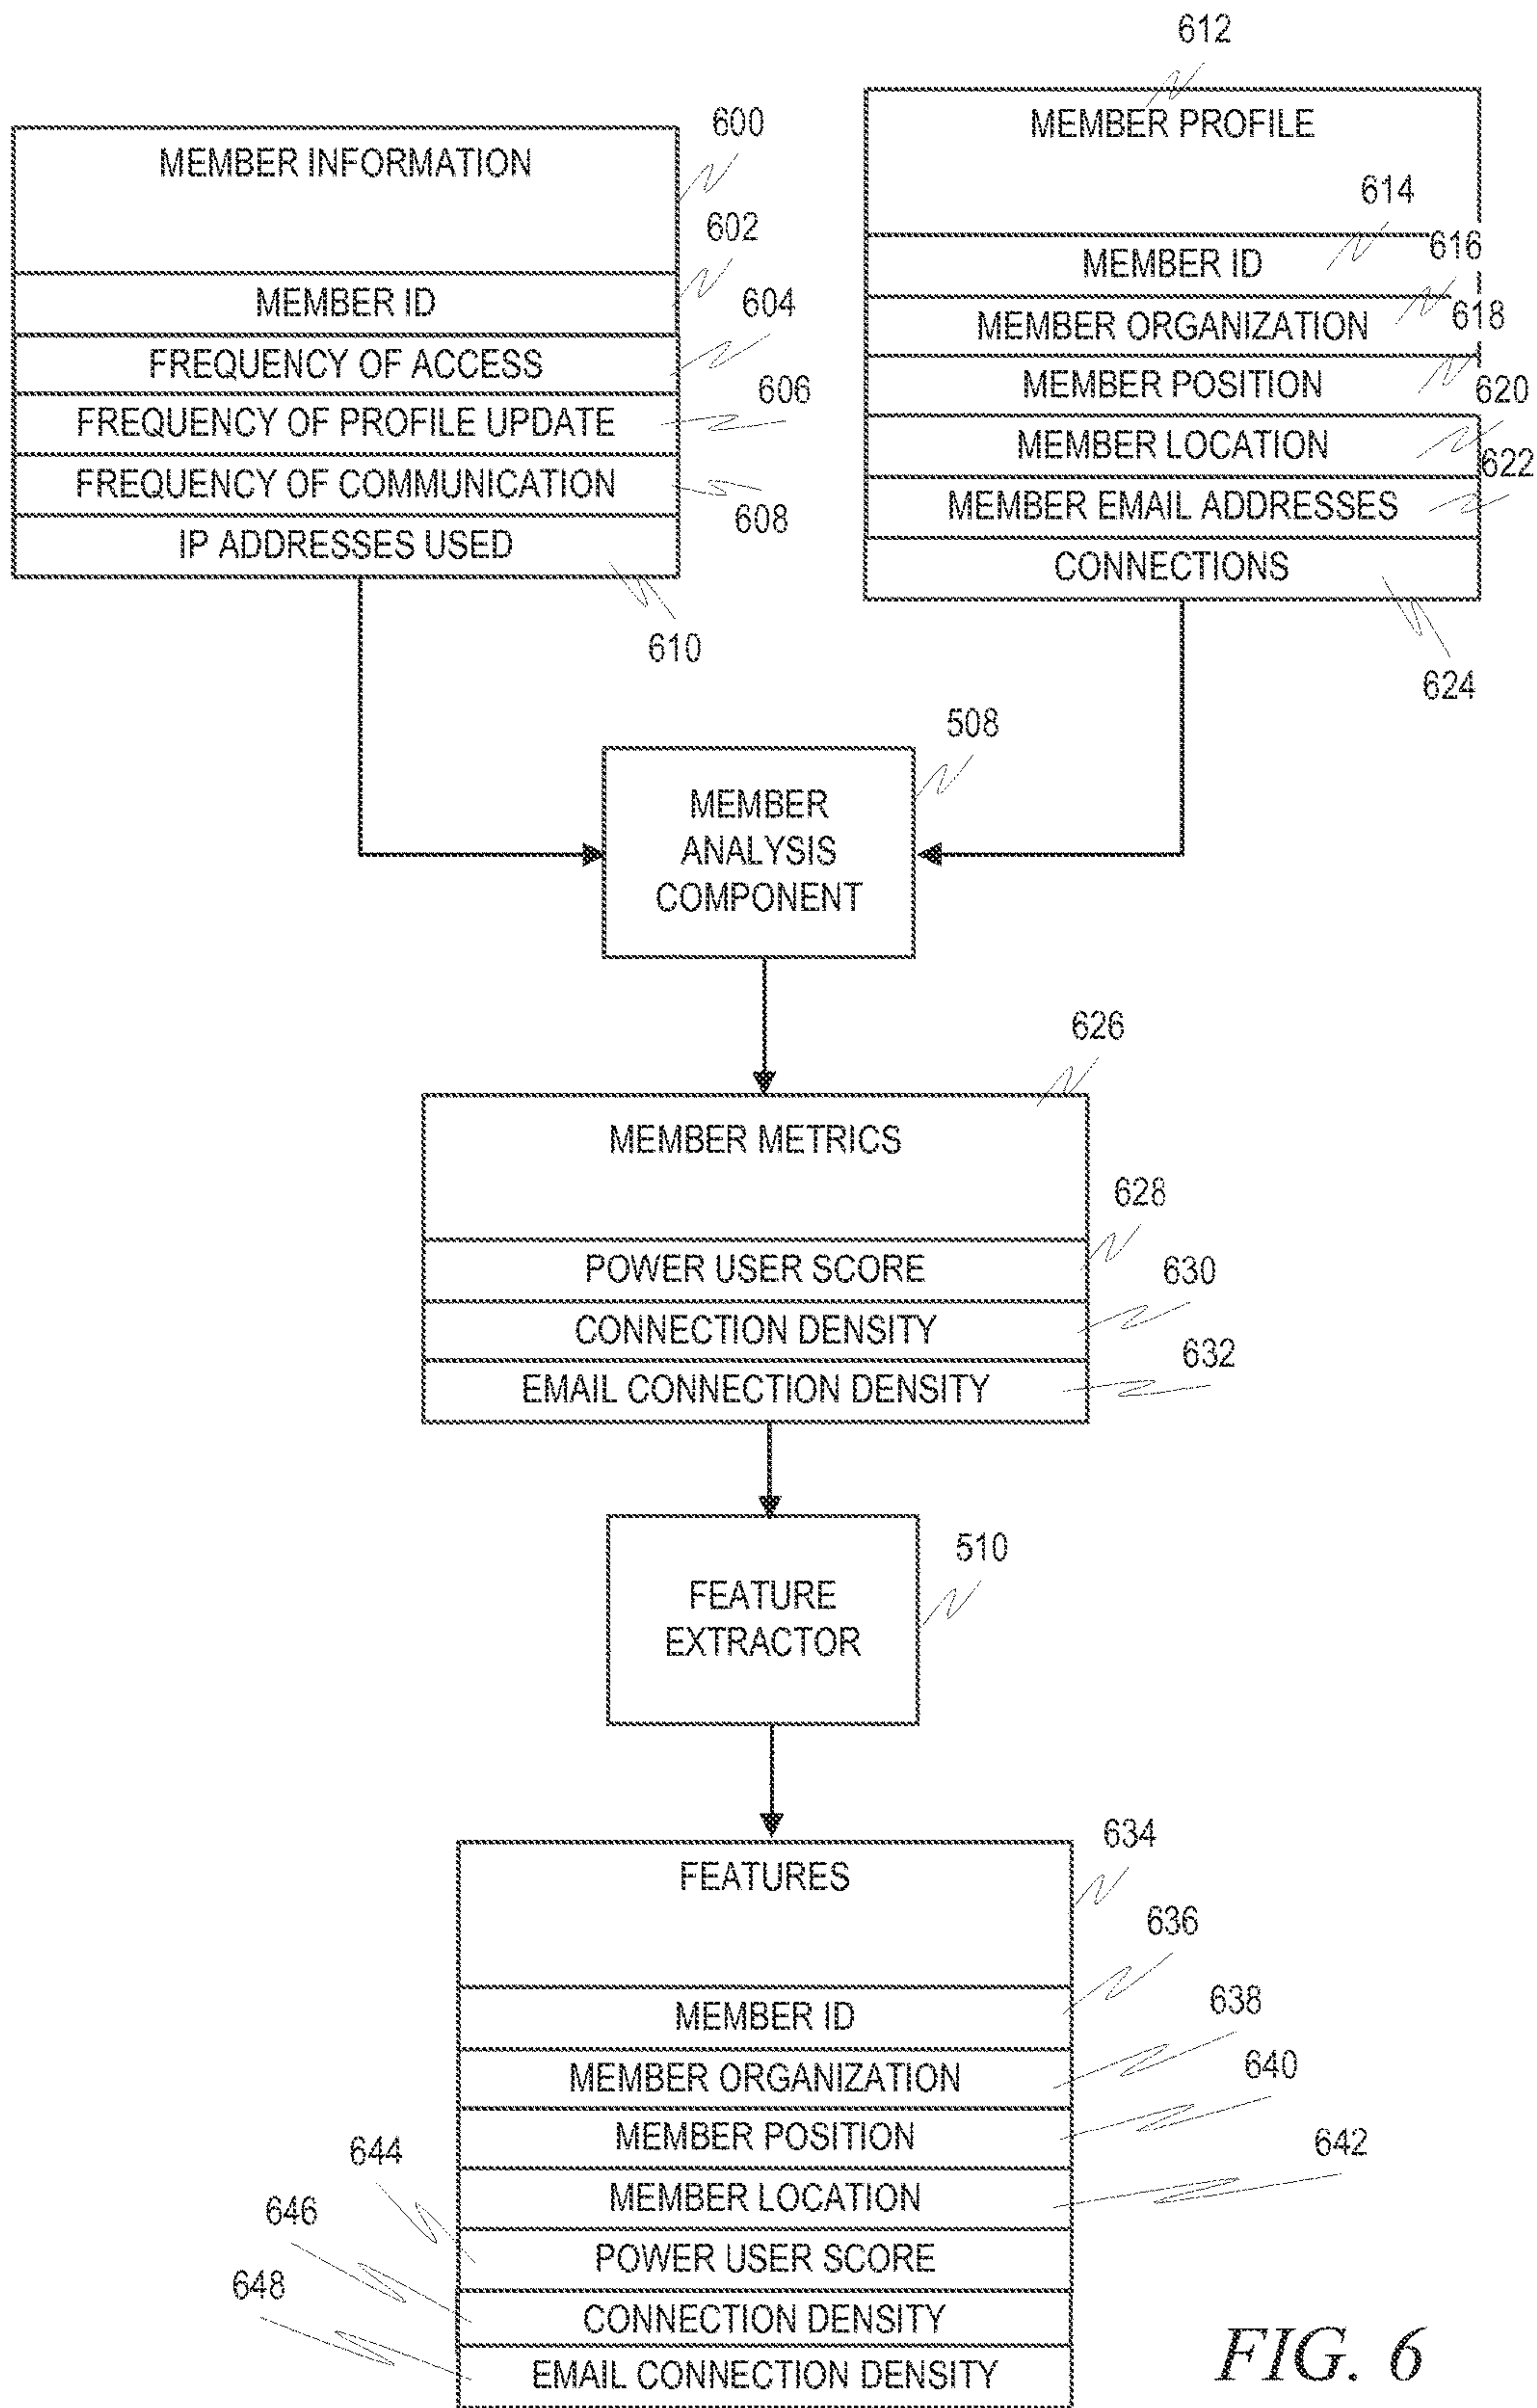 612
MEMBER PROFILE
600
MEMBER INFORMATION
614
602
616
MEMBER ID
MEMBER ID
604
618
MEMBER ORGANIZATION
FREQUENCY OF ACCESS
606
MEMBER POSITION
620
FREQUENCY OF PROFILE UPDATE
MEMBER LOCATION
622
FREQUENCY OF COMMUNICATION
MEMBER EMAIL ADDRESSES
608
IP ADDRESSES USED
CONNECTIONS
610
624
508
MEMBER
ANALYSIS
COMPONENT
626
MEMBER METRICS
628
POWER USER SCORE
630
CONNECTION DENSITY
632
EMAIL CONNECTION DENSITY
510
FEATURE
EXTRACTOR
634
FEATURES
636
MEMBER ID
638
MEMBER ORGANIZATION
640
MEMBER POSITION
642
644
MEMBER LOCATION
646
POWER USER SCORE
648
CONNECTION DENSITY
EMAIL CONNECTION DENSITY
FIG. 6